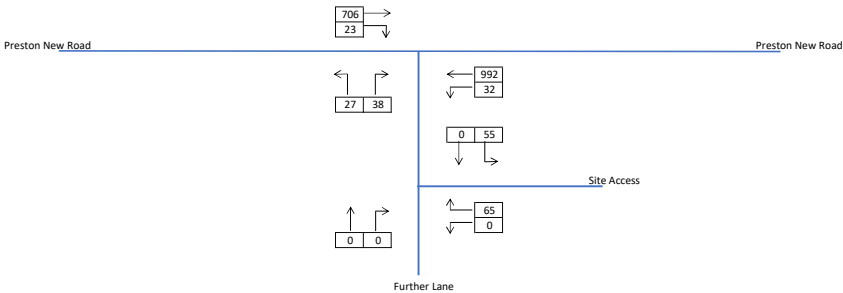 706
23
Preston New Road
Preston New Road
992
32
27 38
0 55
Site Access
65
0
0 0
Further Lane